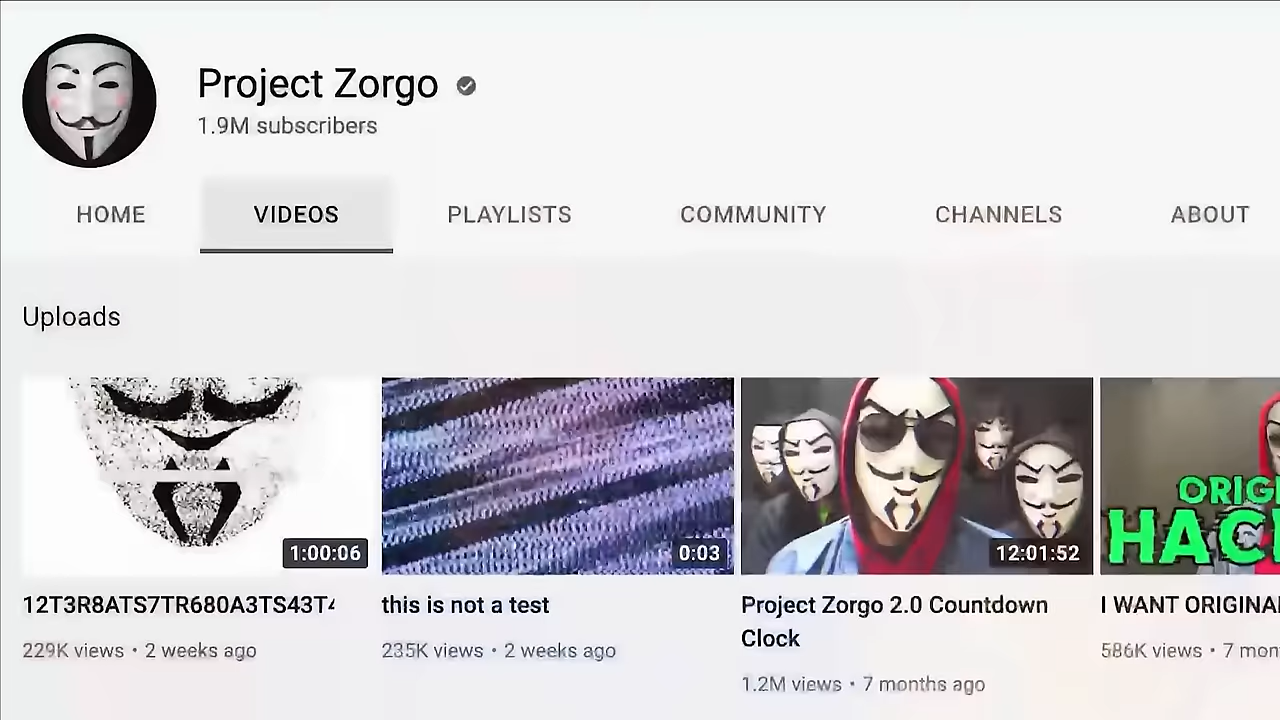 Project Zorgo
1.9M subscribers
HOME VIDEOS PLAYLISTS COMMUNITY CHANNELS ABOUT
Uploads
1:00:06
0:03
12:01:52
ORIG
HAC
12T3R8ATS7TR680A3TS43T4
this is not a test
Project Zorgo 2.0 Countdown
Clock
I WANT ORIGINA
229K views • 2 weeks ago
235K views • 2 weeks ago
1.2M views • 7 months ago
586K views • 7 mon